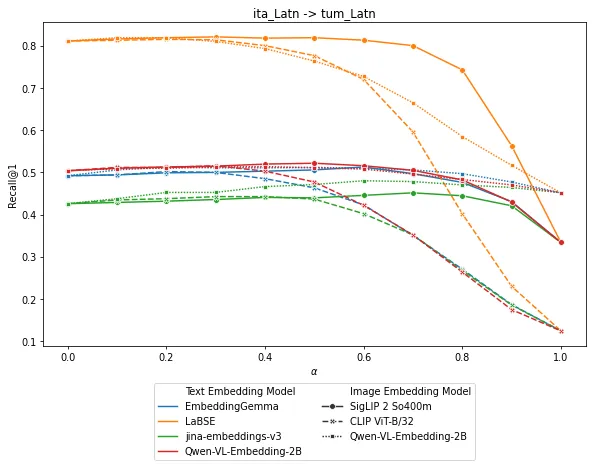 ita_Latn -> tum_Latn
0.8
0.7
0.6
0.5
0.4
0.3
0.2
0.1
Recall@1
0.0 0.2 0.4 0.6 0.8 1.0
α
Text Embedding Model Image Embedding Model
EmbeddingGemma SigLIP 2 So400m
LaBSE CLIP ViT-B/32
jina-embeddings-v3 Qwen-VL-Embedding-2B
Qwen-VL-Embedding-2B